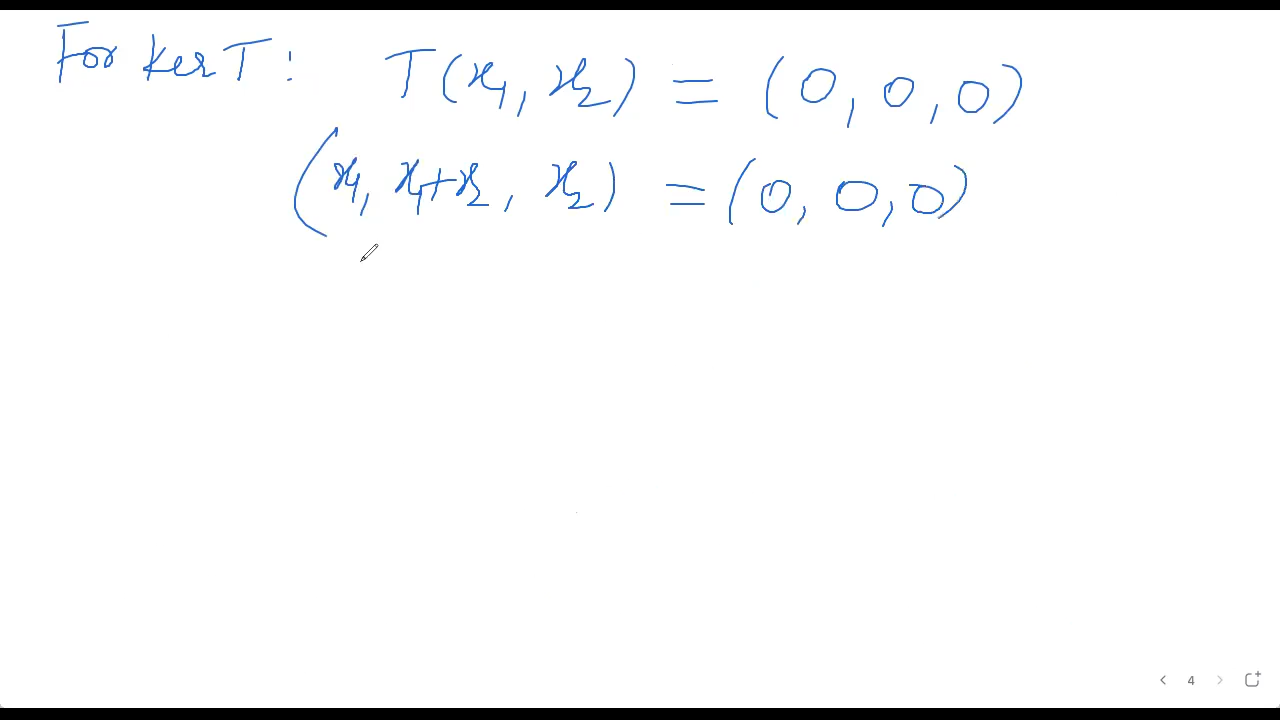 For Ker T : T(x₁, x₂) = (0, 0, 0)
(x₁, x₁+x₂, x₂) = (0, 0, 0)
4